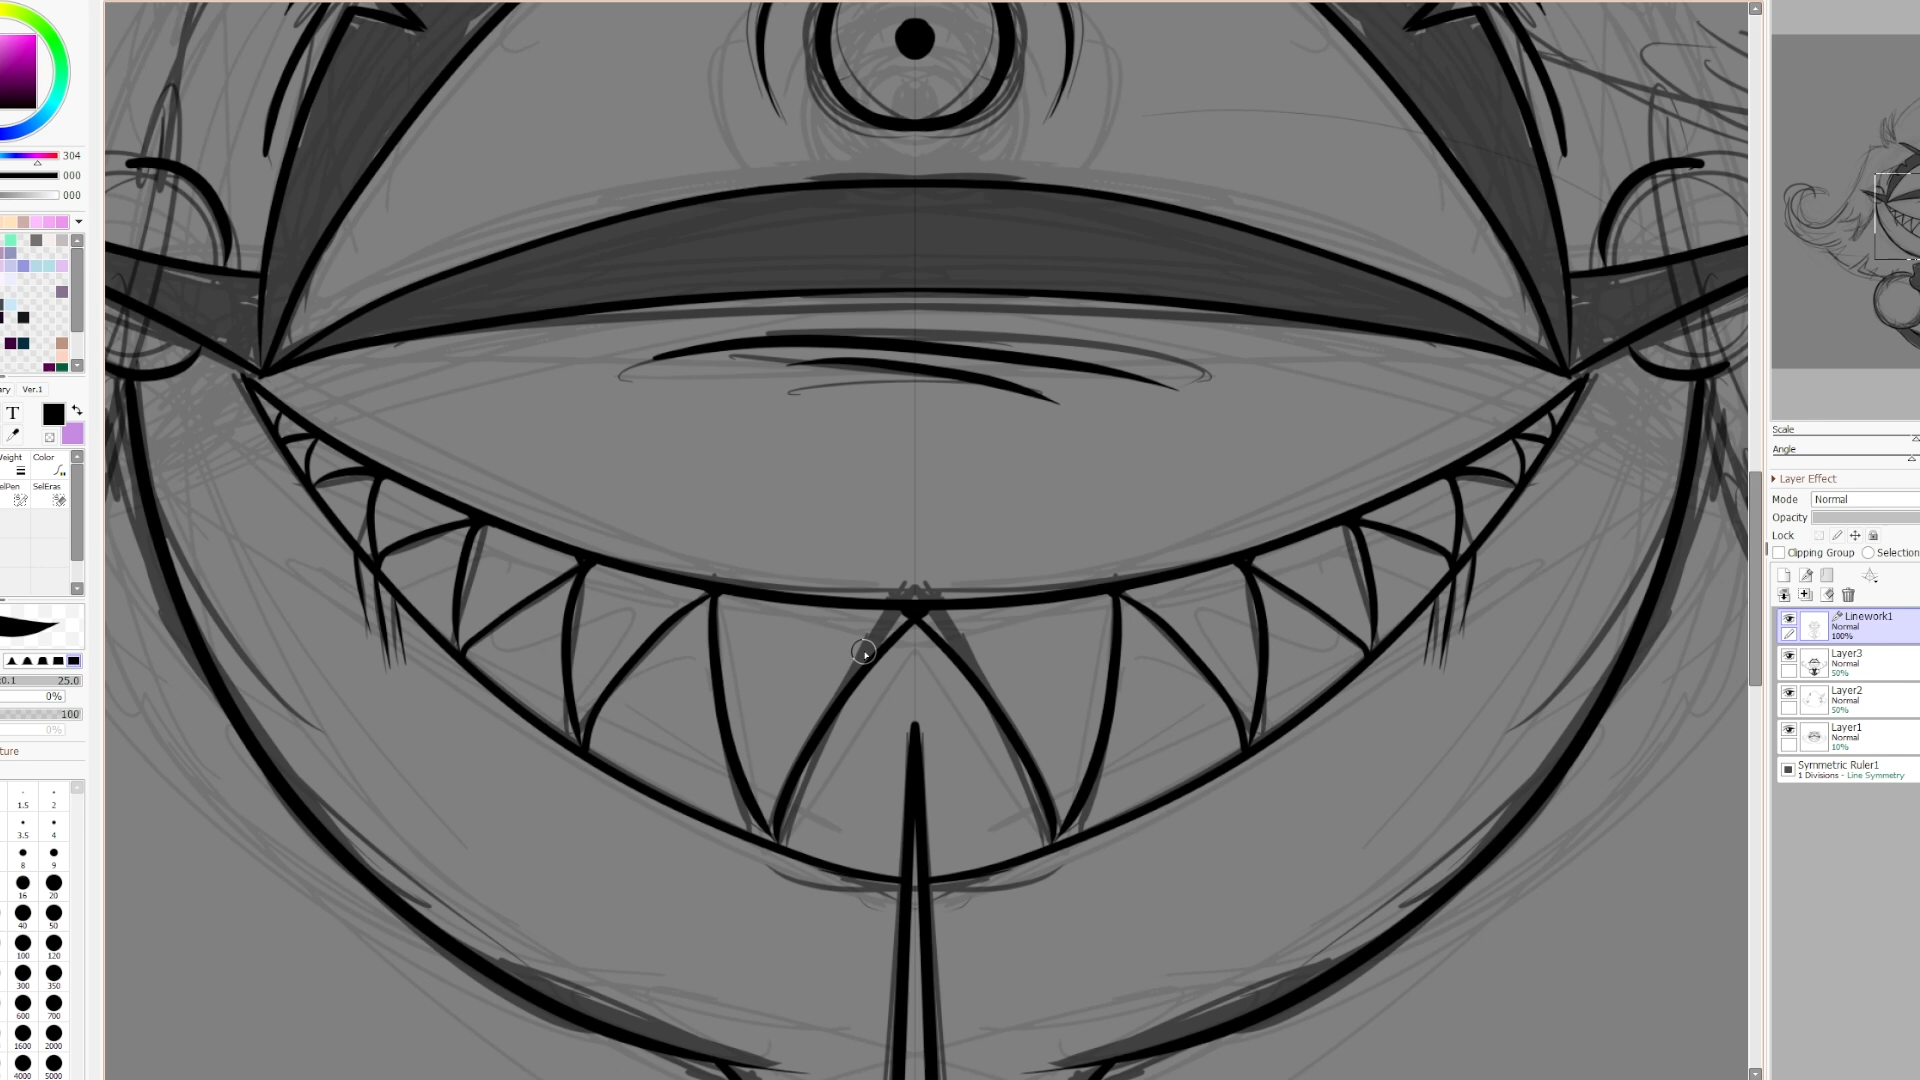 304
000
000
Ver.1
T
Color
SelEras
:0.1 25.0
0%
100
0%
1.5 2
3.5 4
8 9
16 20
40 50
100 120
300 350
600 700
1600 2000
4000 5000
Scale
Angle
Layer Effect
Mode Normal
Opacity
Lock
Clipping Group Selection
Linework1
Normal
100%
Layer3
Normal
50%
Layer2
Normal
50%
Layer1
Normal
10%
Symmetric Ruler1
1 Divisions - Line Symmetry